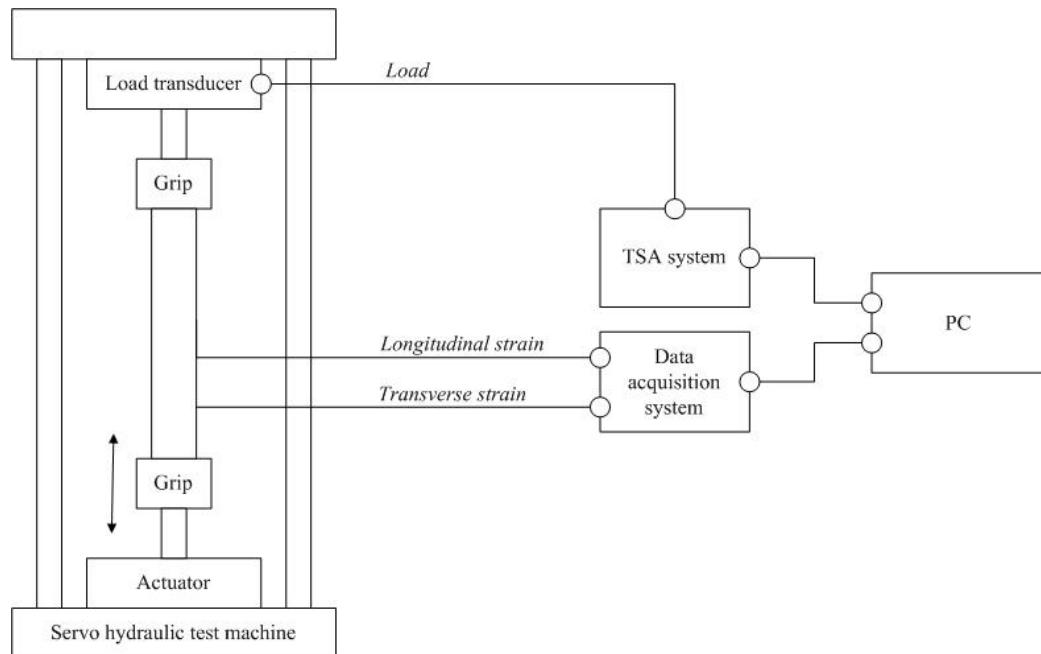 Load transducer
Load
Grip
TSA system
PC
Longitudinal strain
Data
acquisition
system
Transverse strain
Grip
Actuator
Servo hydraulic test machine